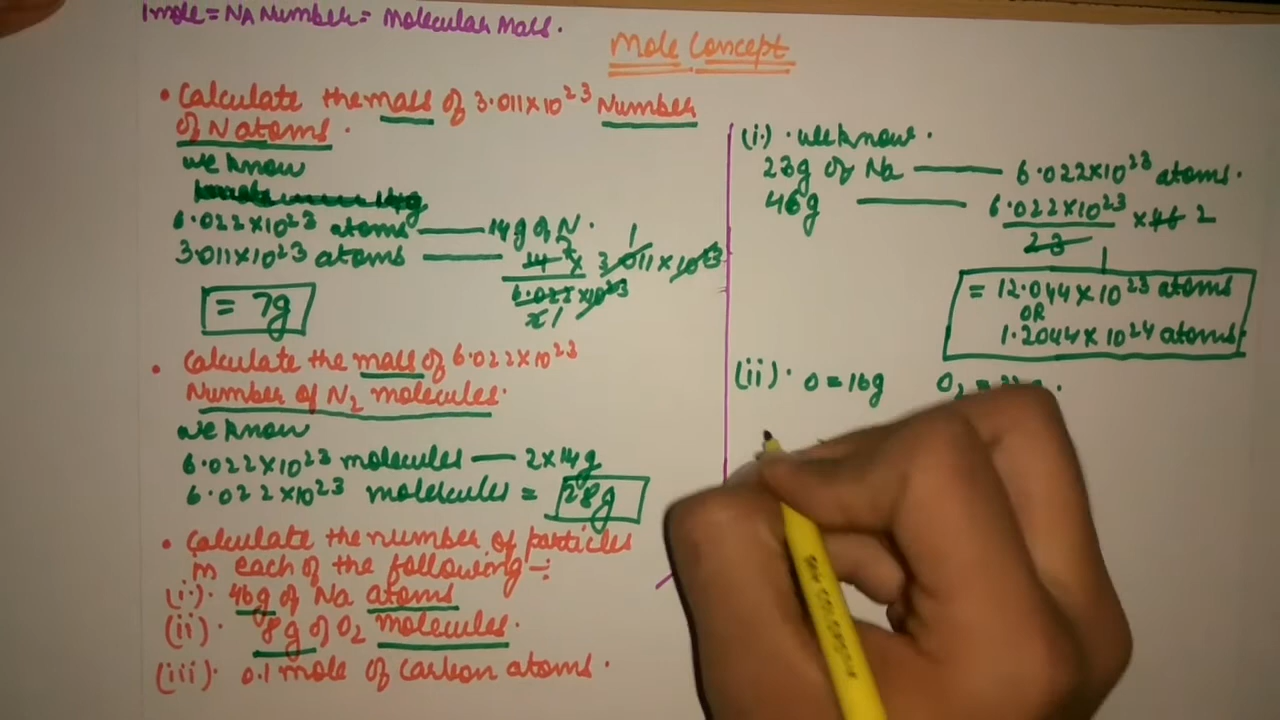 1mole = NA Number = Molecular Mass.
Mole Concept
• Calculate the mass of 3.011×10²³ Number
of N atoms.
we know
6.022×10²³ atoms —— 14g of N.
3.011×10²³ atoms —— 14 7 × 3.011 1 × 10²³
6.022 × 10²³
1
= 7g
• Calculate the mass of 6.022×10²³
Number of N₂ molecules.
we know
6.022×10²³ molecules — 2×14g
6.022×10²³ molecules = 28g
• Calculate the number of particles
in each of the following -:
(i). 46g of Na atoms
(ii). 8g of O₂ molecules.
(iii). 0.1 mole of carbon atoms.
(i.) . we know.
23g of Na —— 6.022×10²³ atoms.
46g —— 6.022×10²³ × 46 2
23
1
= 12.044 × 10²³ atoms
OR
1.2044 × 10²⁴ atoms
(ii). O = 16g O₂ =